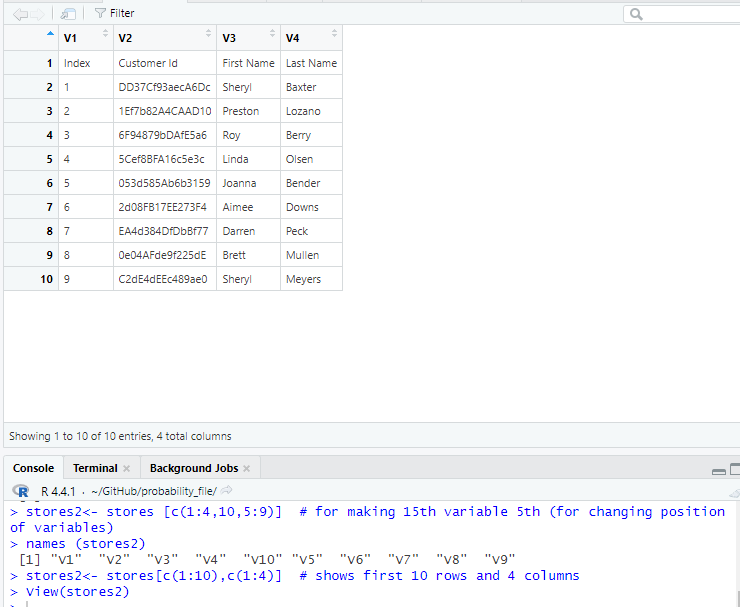 Filter
V1 V2 V3 V4
1 Index Customer Id First Name Last Name
2 1 DD37Cf93aecA6Dc Sheryl Baxter
3 2 1Ef7b82A4CAAD10 Preston Lozano
4 3 6F94879bDAfE5a6 Roy Berry
5 4 5Cef8BFA16c5e3c Linda Olsen
6 5 053d585Ab6b3159 Joanna Bender
7 6 2d08FB17EE273F4 Aimee Downs
8 7 EA4d384DfDbBf77 Darren Peck
9 8 0e04AFde9f225dE Brett Mullen
10 9 C2dE4dEEc489ae0 Sheryl Meyers
Showing 1 to 10 of 10 entries, 4 total columns
Console Terminal × Background Jobs ×
R R 4.4.1 · ~/GitHub/probability_file/
> stores2<- stores [c(1:4,10,5:9)]  # for making 15th variable 5th (for changing position
of variables)
> names (stores2)
[1] "V1"  "V2"  "V3"  "V4"  "V10" "V5"  "V6"  "V7"  "V8"  "V9"
> stores2<- stores[c(1:10),c(1:4)]  # shows first 10 rows and 4 columns
> View(stores2)
>